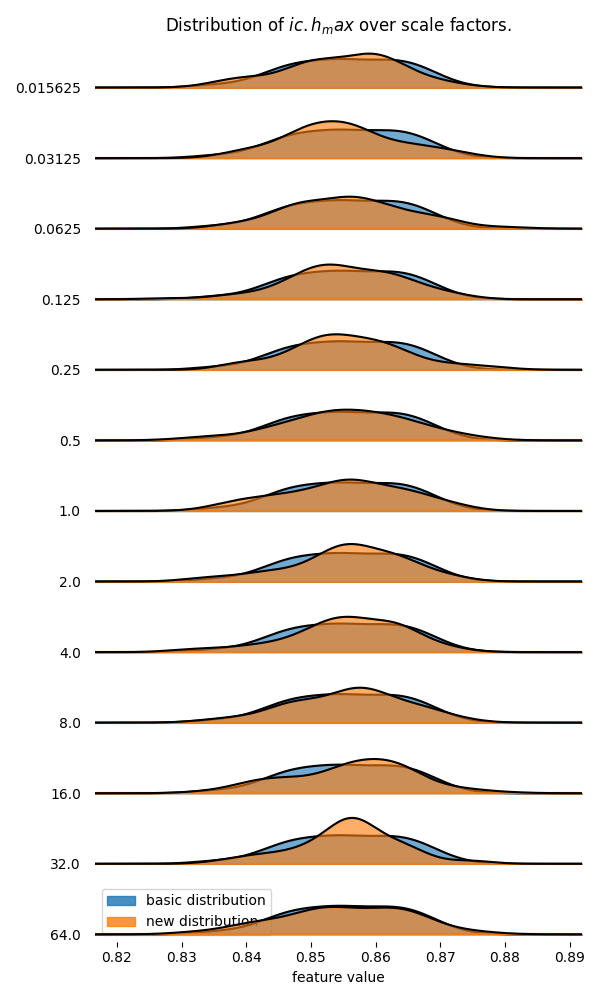 Distribution of ic.h_max over scale factors.
0.015625
0.03125
0.0625
0.125
0.25
0.5
1.0
2.0
4.0
8.0
16.0
32.0
basic distribution
new distribution
64.0
0.82 0.83 0.84 0.85 0.86 0.87 0.88 0.89
feature value